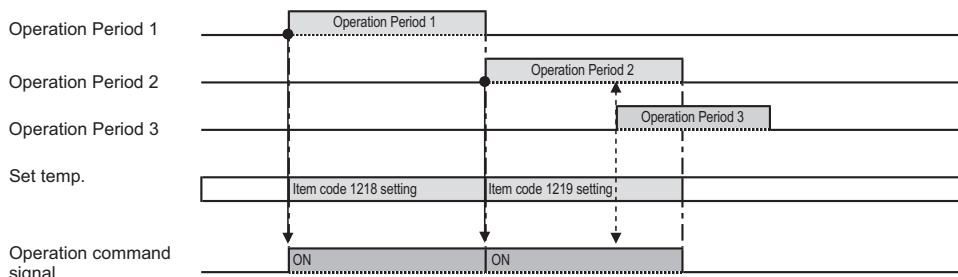 Operation Period 1
Operation Period 1
Operation Period 2
Operation Period 2
Operation Period 3
Operation Period 3
Set temp.
Item code 1218 setting
Item code 1219 setting
Operation command
signal
ON
ON